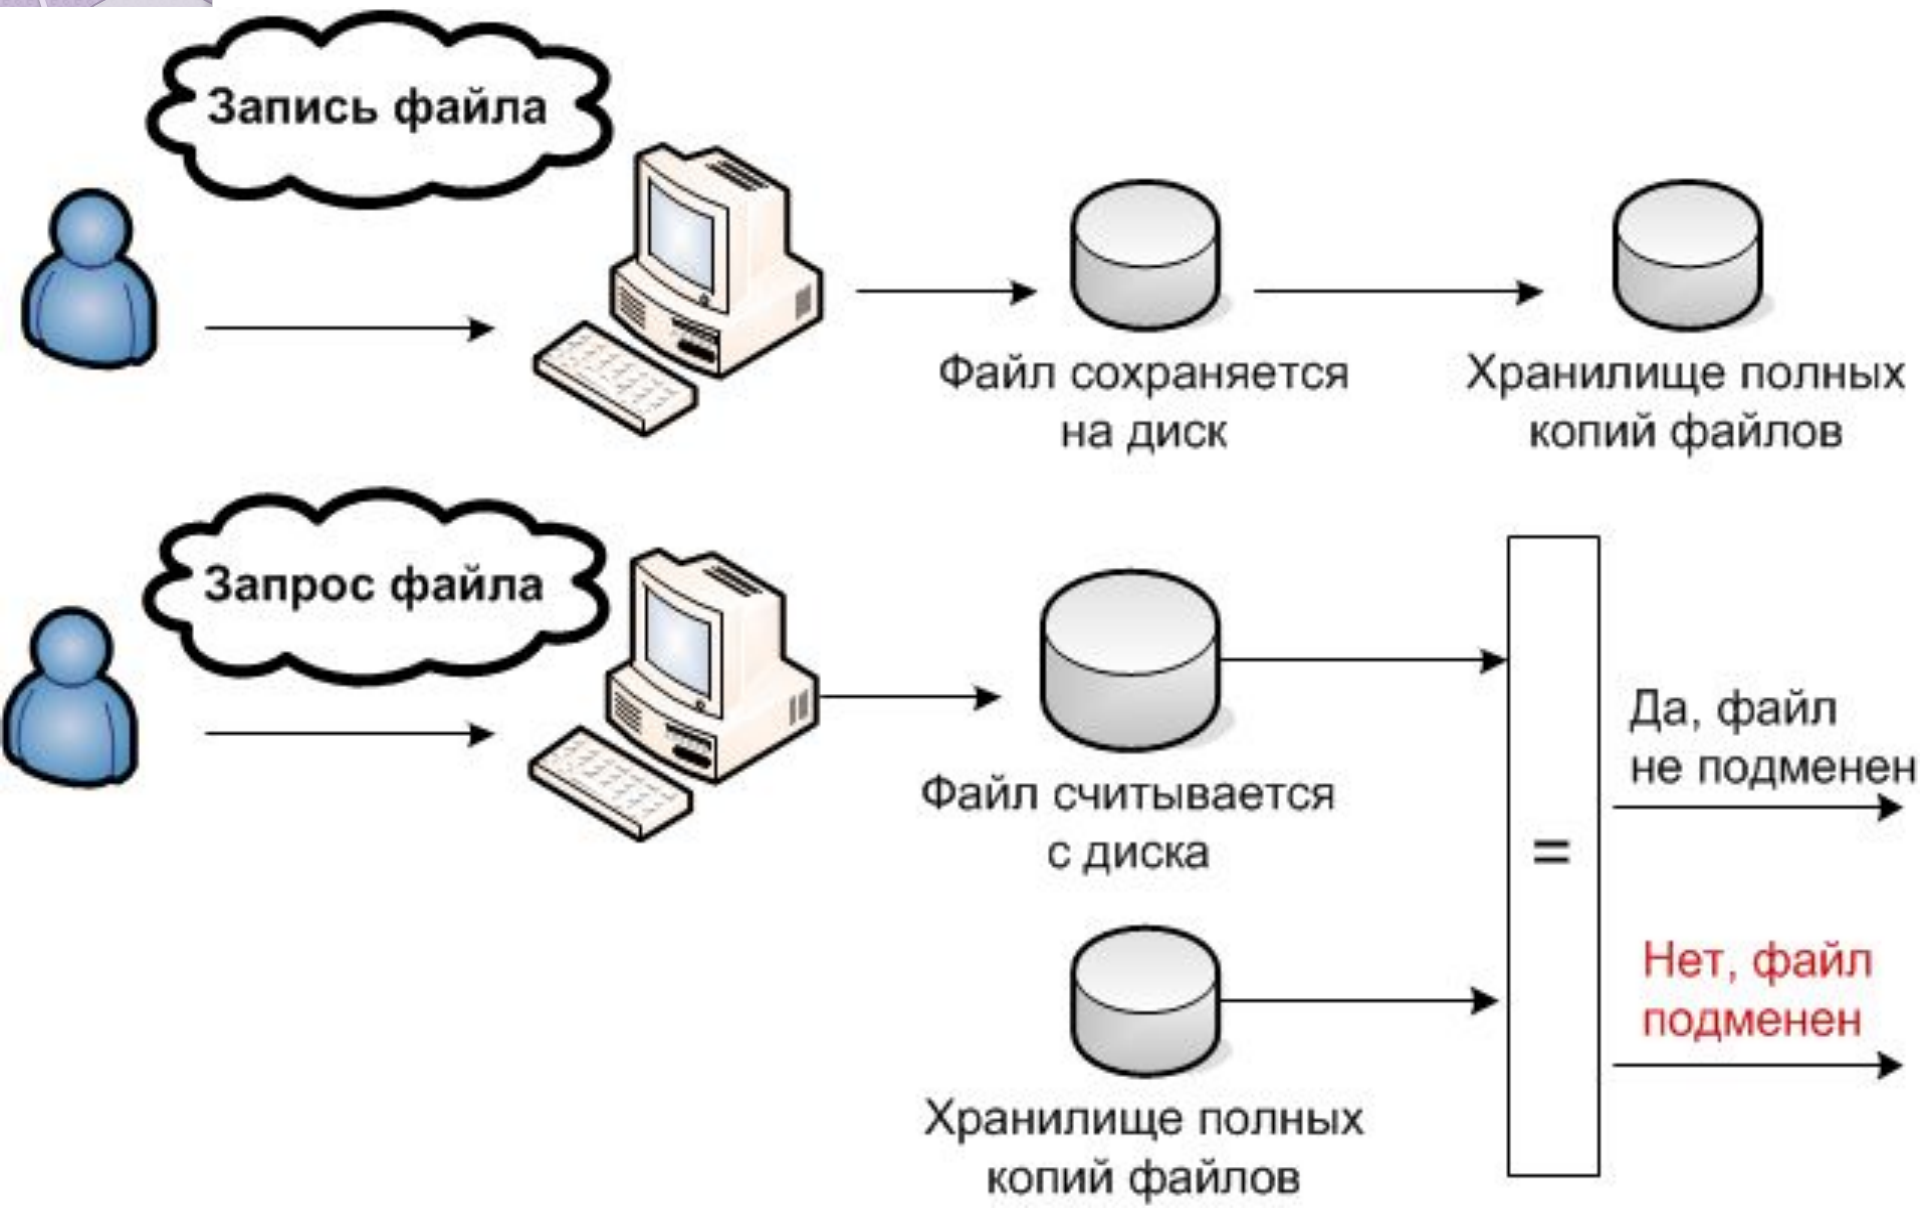 Запись файла
Файл сохраняется
на диск
Хранилище полных
копий файлов
Запрос файла
Файл считывается
с диска
Хранилище полных
копий файлов
=
Да, файл
не подменен
Нет, файл
подменен